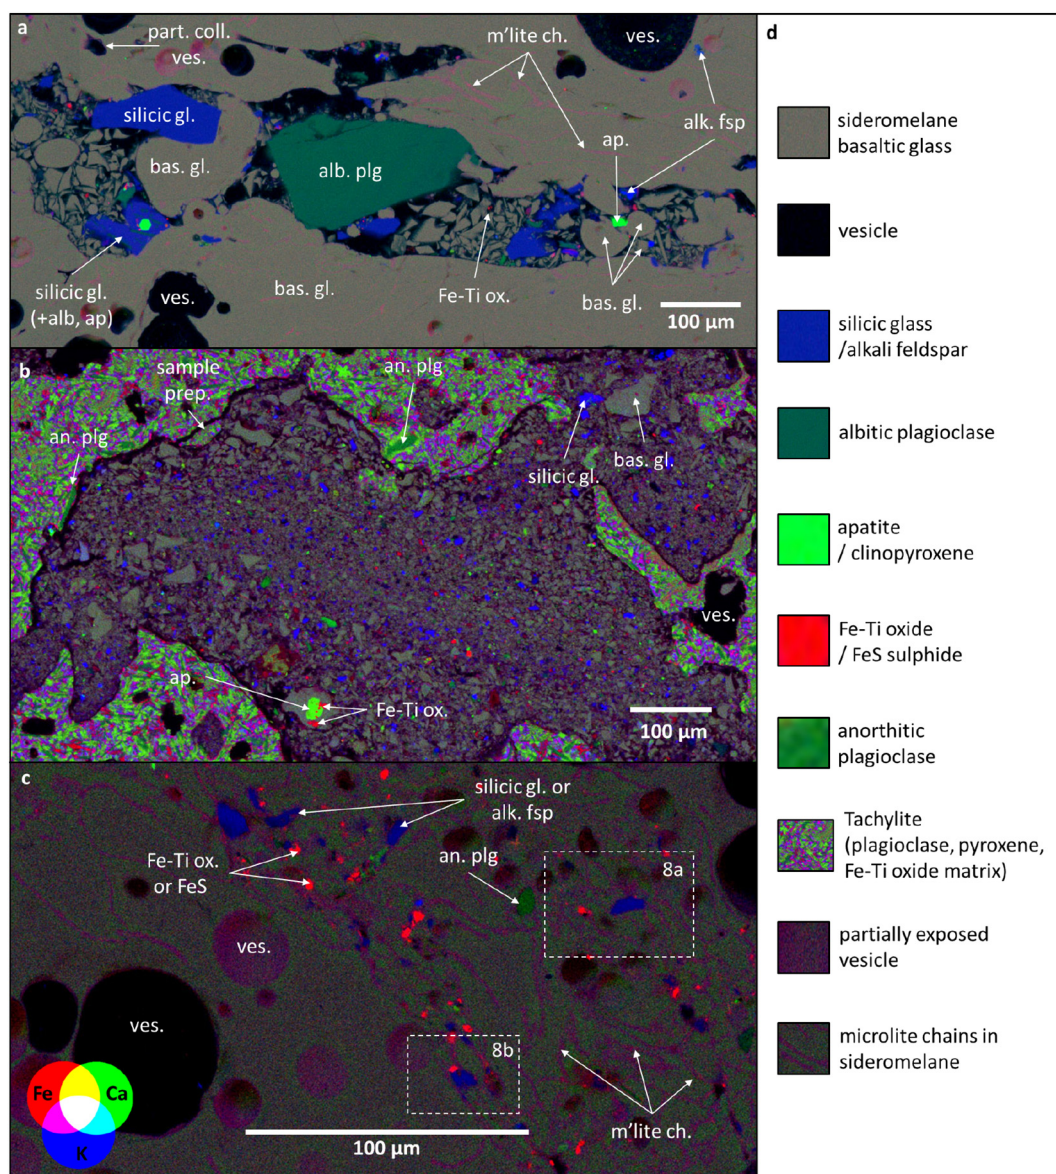 a
part. coll.
ves.
m'lite ch.
ves.
silicic gl.
alk. fsp
ap.
bas. gl.
alb. plg
silicic gl.
(+alb, ap)
ves.
bas. gl.
Fe-Ti ox.
bas. gl.
100 µm
b
sample
prep.
an. plg
an. plg
silicic gl.
bas. gl.
ves.
ap.
Fe-Ti ox.
100 µm
c
silicic gl. or
alk. fsp
Fe-Ti ox.
or FeS
an. plg
8a
ves.
ves.
8b
m'lite ch.
Fe
Ca
K
100 µm
d
sideromelane
basaltic glass
vesicle
silicic glass
/alkali feldspar
albitic plagioclase
apatite
/ clinopyroxene
Fe-Ti oxide
/ FeS sulphide
anorthitic
plagioclase
Tachylite
(plagioclase, pyroxene,
Fe-Ti oxide matrix)
partially exposed
vesicle
microlite chains in
sideromelane